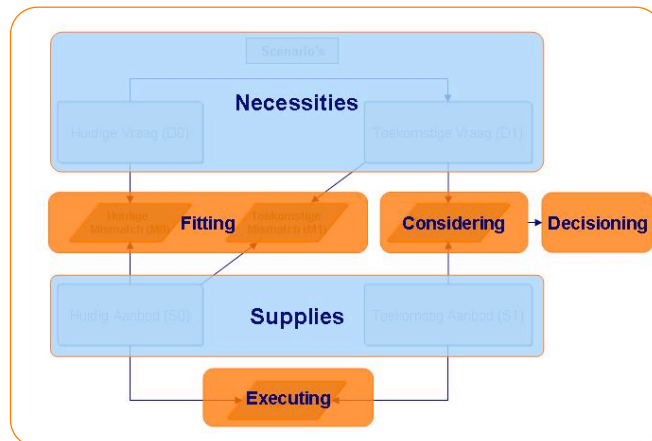 Scenario's
Necessities
Huidige Vraag (D0)
Toekomstige Vraag (D1)
Huidige
Mismatch (M0)
Fitting
Toekomstige
Mismatch (M1)
Considering
Decisioning
Huidig Aanbod (S0)
Supplies
Toekomstig Aanbod (S1)
Executing